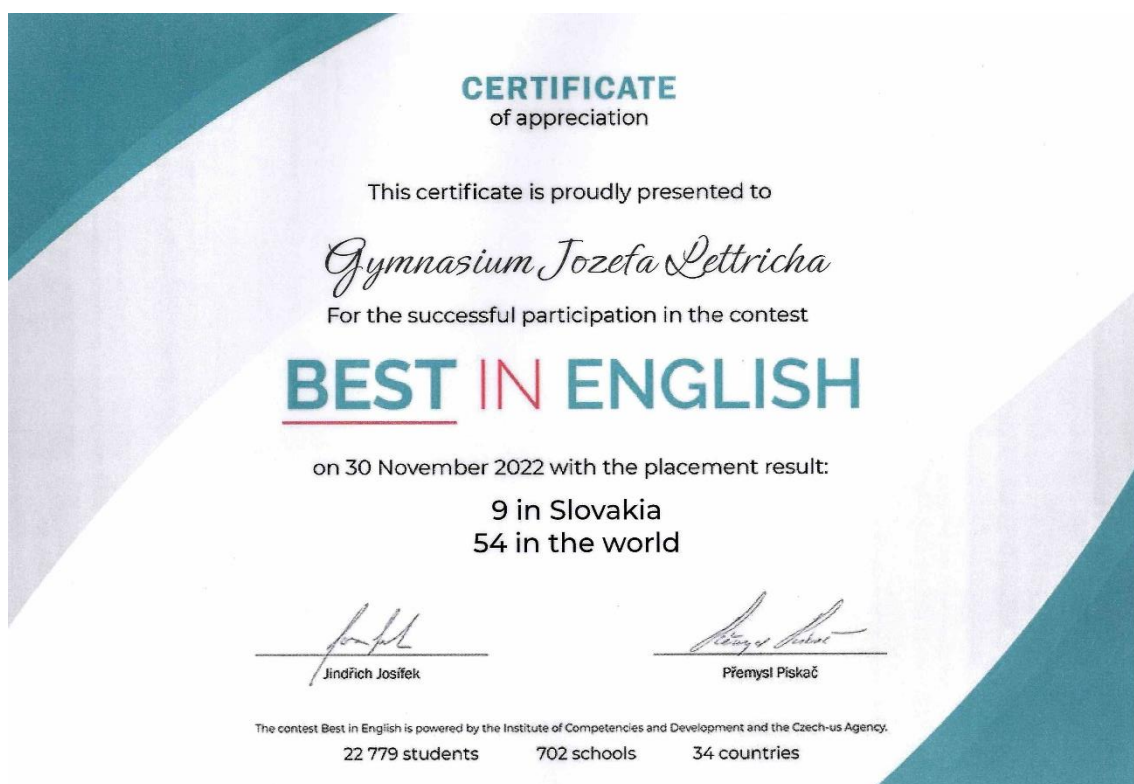 CERTIFICATE
of appreciation
This certificate is proudly presented to
Gymnasium Jozefa Lettricha
For the successful participation in the contest
BEST IN ENGLISH
on 30 November 2022 with the placement result:
9 in Slovakia
54 in the world
Jindřich Josífek
Přemysl Piskač
The contest Best in English is powered by the Institute of Competencies and Development and the Czech-us Agency.
22 779 students 702 schools 34 countries